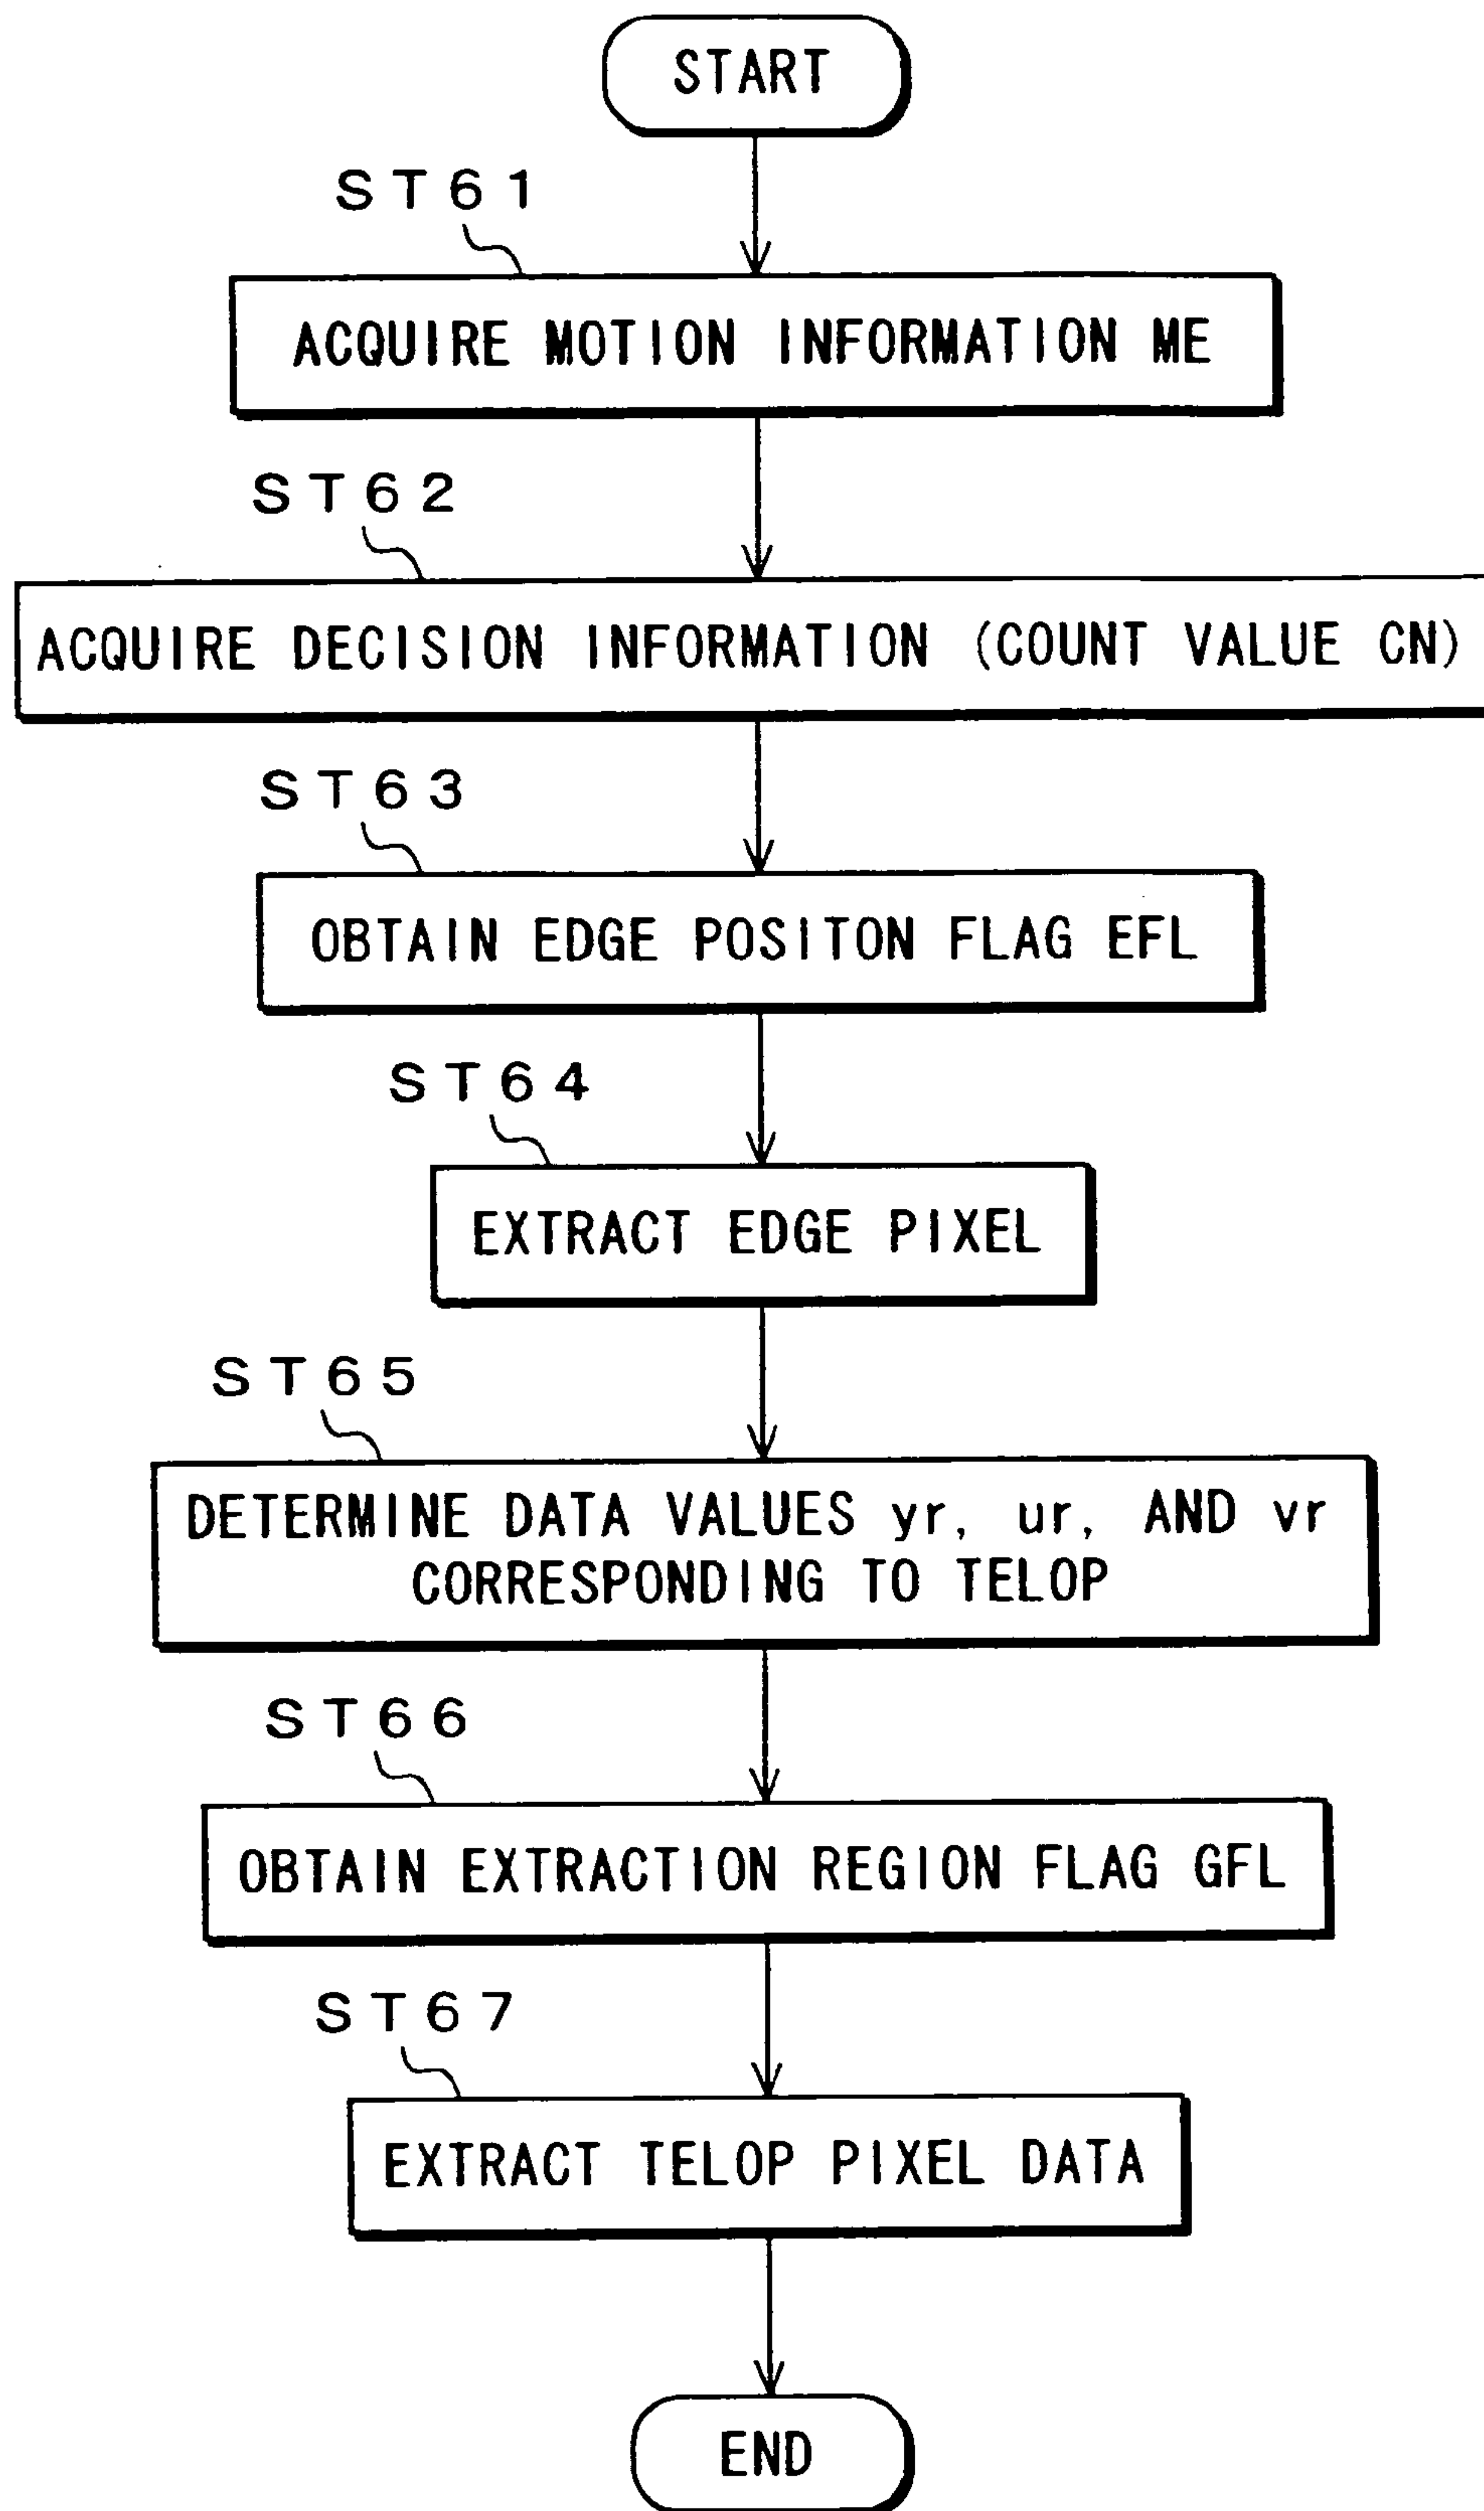 START
ST61
ACQUIRE MOTION INFORMATION ME
ST62
ACQUIRE DECISION INFORMATION (COUNT VALUE CN)
ST63
OBTAIN EDGE POSITON FLAG EFL
ST64
EXTRACT EDGE PIXEL
ST65
DETERMINE DATA VALUES yr, ur, AND vr
CORRESPONDING TO TELOP
ST66
OBTAIN EXTRACTION REGION FLAG GFL
ST67
EXTRACT TELOP PIXEL DATA
END